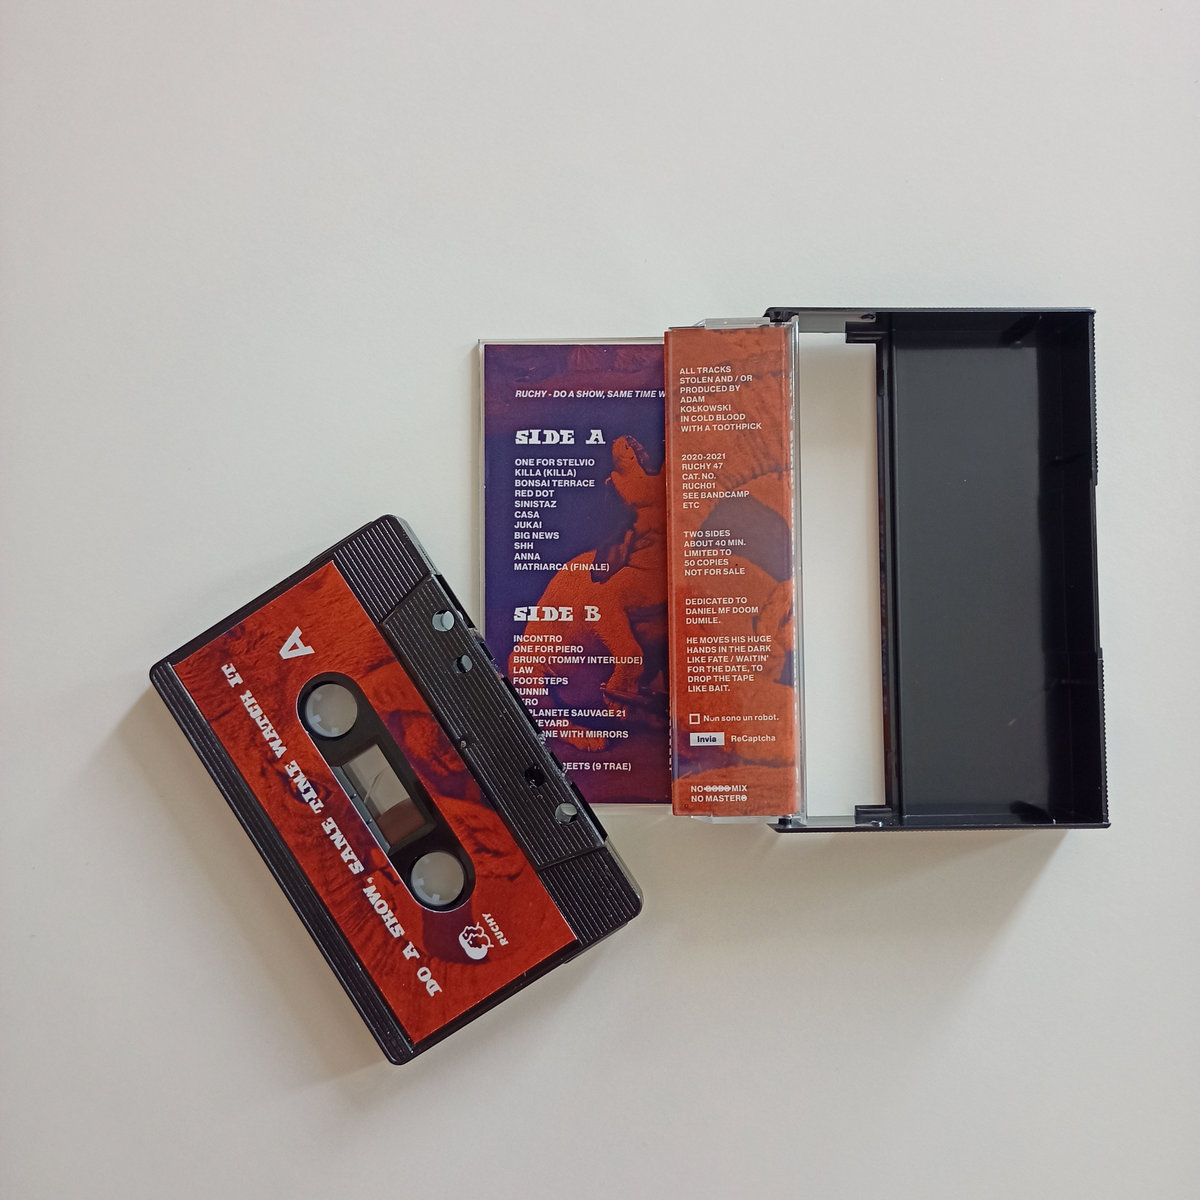 RUCHY - DO A SHOW, SAME TIME W
SIDE A
ONE FOR STELVIO
KILLA (KILLA)
BONSAI TERRACE
RED DOT
SINISTAZ
CASA
JUKAI
BIG NEWS
SHH
ANNA
MATRIARCA (FINALE)
SIDE B
INCONTRO
ONE FOR PIERO
BRUNO (TOMMY INTERLUDE)
LAW
FOOTSTEPS
PLANETE SAUVAGE 21
WITH MIRRORS
(9 TRAE)
ALL TRACKS
STOLEN AND / OR
PRODUCED BY
ADAM
KOŁKOWSKI
IN COLD BLOOD
WITH A TOOTHPICK
2020-2021
RUCHY 47
CAT. NO.
RUCH01
SEE BANDCAMP
ETC
TWO SIDES
ABOUT 40 MIN.
LIMITED TO
50 COPIES
NOT FOR SALE
DEDICATED TO
DANIEL MF DOOM
DUMILE.
HE MOVES HIS HUGE
HANDS IN THE DARK
LIKE FATE / WAITIN'
FOR THE DATE, TO
DROP THE TAPE
LIKE BAIT.
Non sono un robot.
Invia ReCaptcha
NO GODS MIX
NO MASTERS
A
DO A SHOW, SAME TIME WATCH IT
RUCHY